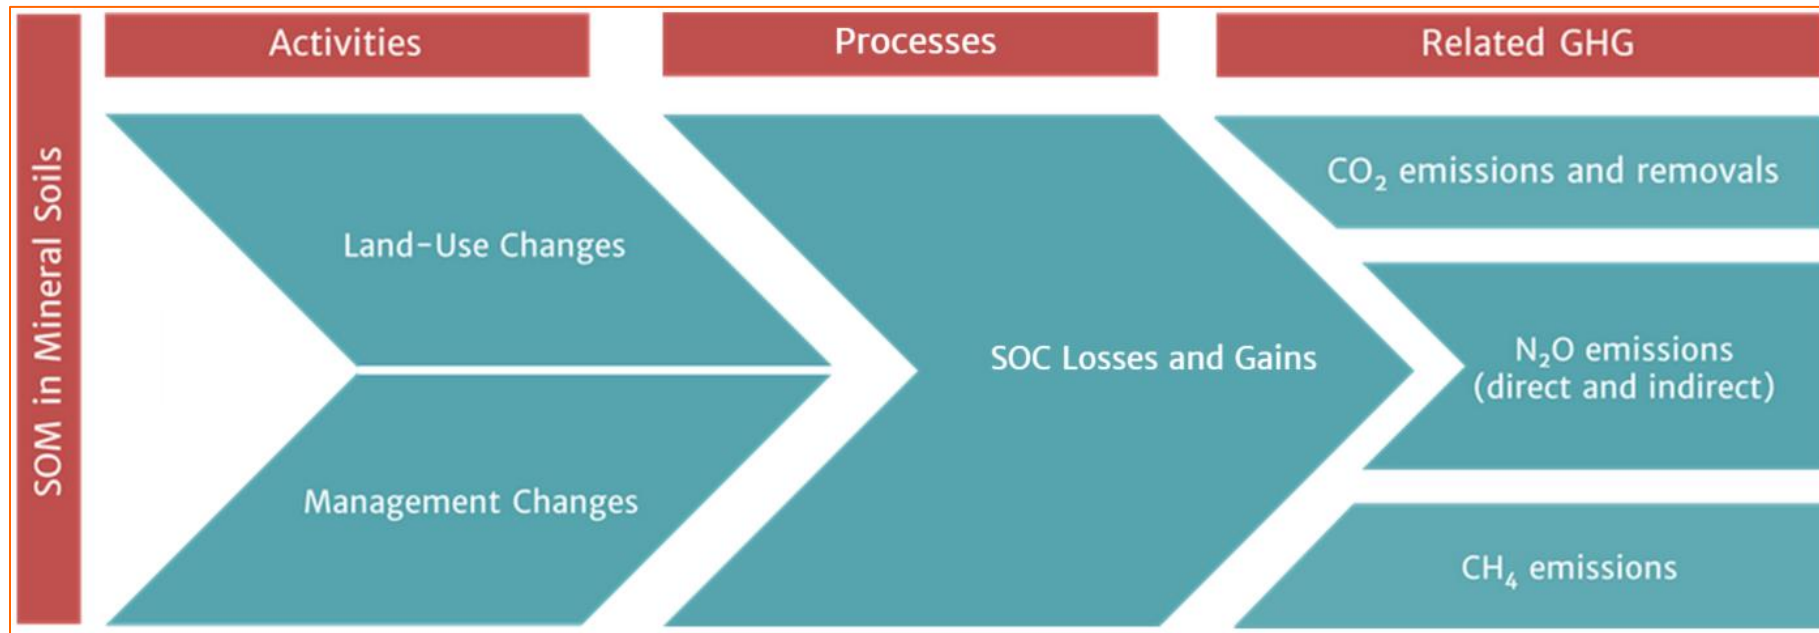 Activities
Processes
Related GHG
SOM in Mineral Soils
Land-Use Changes
Management Changes
SOC Losses and Gains
CO₂ emissions and removals
N₂O emissions
(direct and indirect)
CH₄ emissions